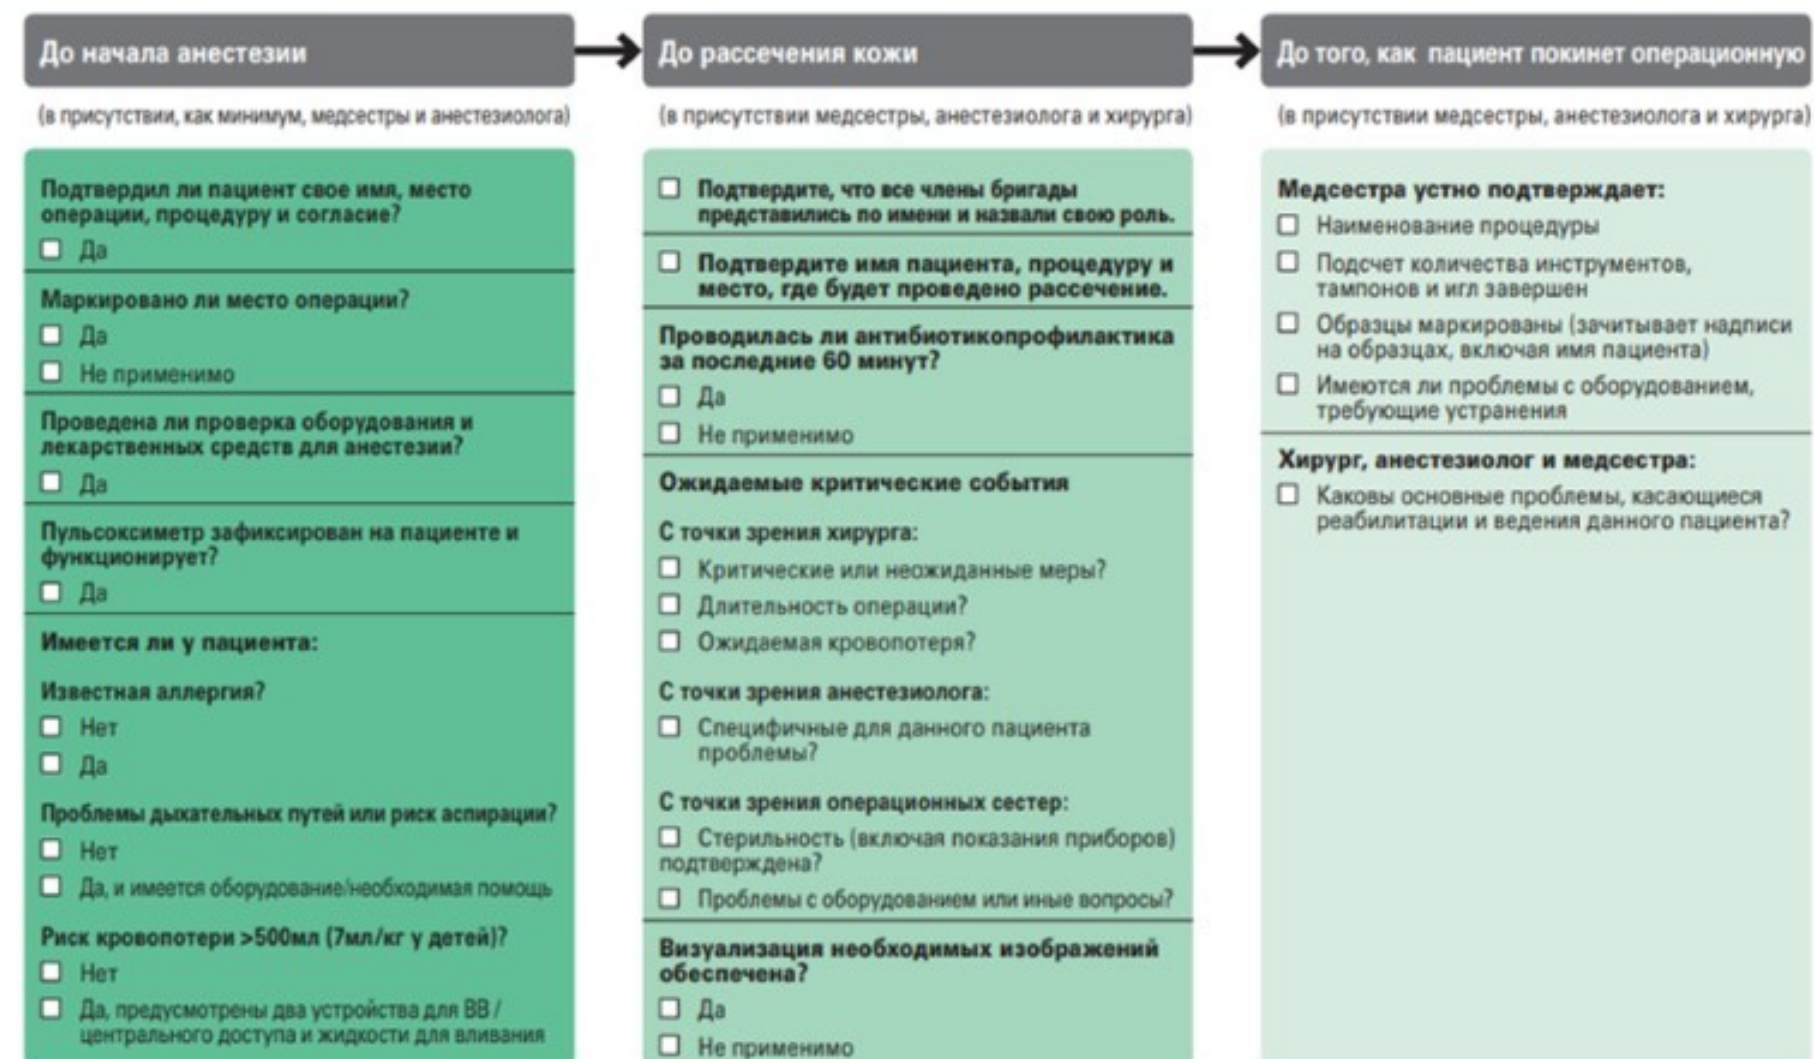 До начала анестезии
(в присутствии, как минимум, медсестры и анестезиолога)
Подтвердил ли пациент свое имя, место
операции, процедуру и согласие?
Да
Маркировано ли место операции?
Да
Не применимо
Проведена ли проверка оборудования и
лекарственных средств для анестезии?
Да
Пульсоксиметр зафиксирован на пациенте и
функционирует?
Да
Имеется ли у пациента:
Известная аллергия?
Нет
Да
Проблемы дыхательных путей или риск аспирации?
Нет
Да, и имеется оборудование/необходимая помощь
Риск кровопотери >500мл (7мл/кг у детей)?
Нет
Да, предусмотрены два устройства для ВВ /
центрального доступа и жидкости для вливания
До рассечения кожи
(в присутствии медсестры, анестезиолога и хирурга)
Подтвердите, что все члены бригады
представились по имени и назвали свою роль.
Подтвердите имя пациента, процедуру и
место, где будет проведено рассечение.
Проводилась ли антибиотикопрофилактика
за последние 60 минут?
Да
Не применимо
Ожидаемые критические события
С точки зрения хирурга:
Критические или неожиданные меры?
Длительность операции?
Ожидаемая кровопотеря?
С точки зрения анестезиолога:
Специфичные для данного пациента
проблемы?
С точки зрения операционных сестер:
Стерильность (включая показания приборов)
подтверждена?
Проблемы с оборудованием или иные вопросы?
Визуализация необходимых изображений
обеспечена?
Да
Не применимо
До того, как пациент покинет операционную
(в присутствии медсестры, анестезиолога и хирурга)
Медсестра устно подтверждает:
Наименование процедуры
Подсчет количества инструментов,
тампонов и игл завершен
Образцы маркированы (зачитывает надписи
на образцах, включая имя пациента)
Имеются ли проблемы с оборудованием,
требующие устранения
Хирург, анестезиолог и медсестра:
Каковы основные проблемы, касающиеся
реабилитации и ведения данного пациента?